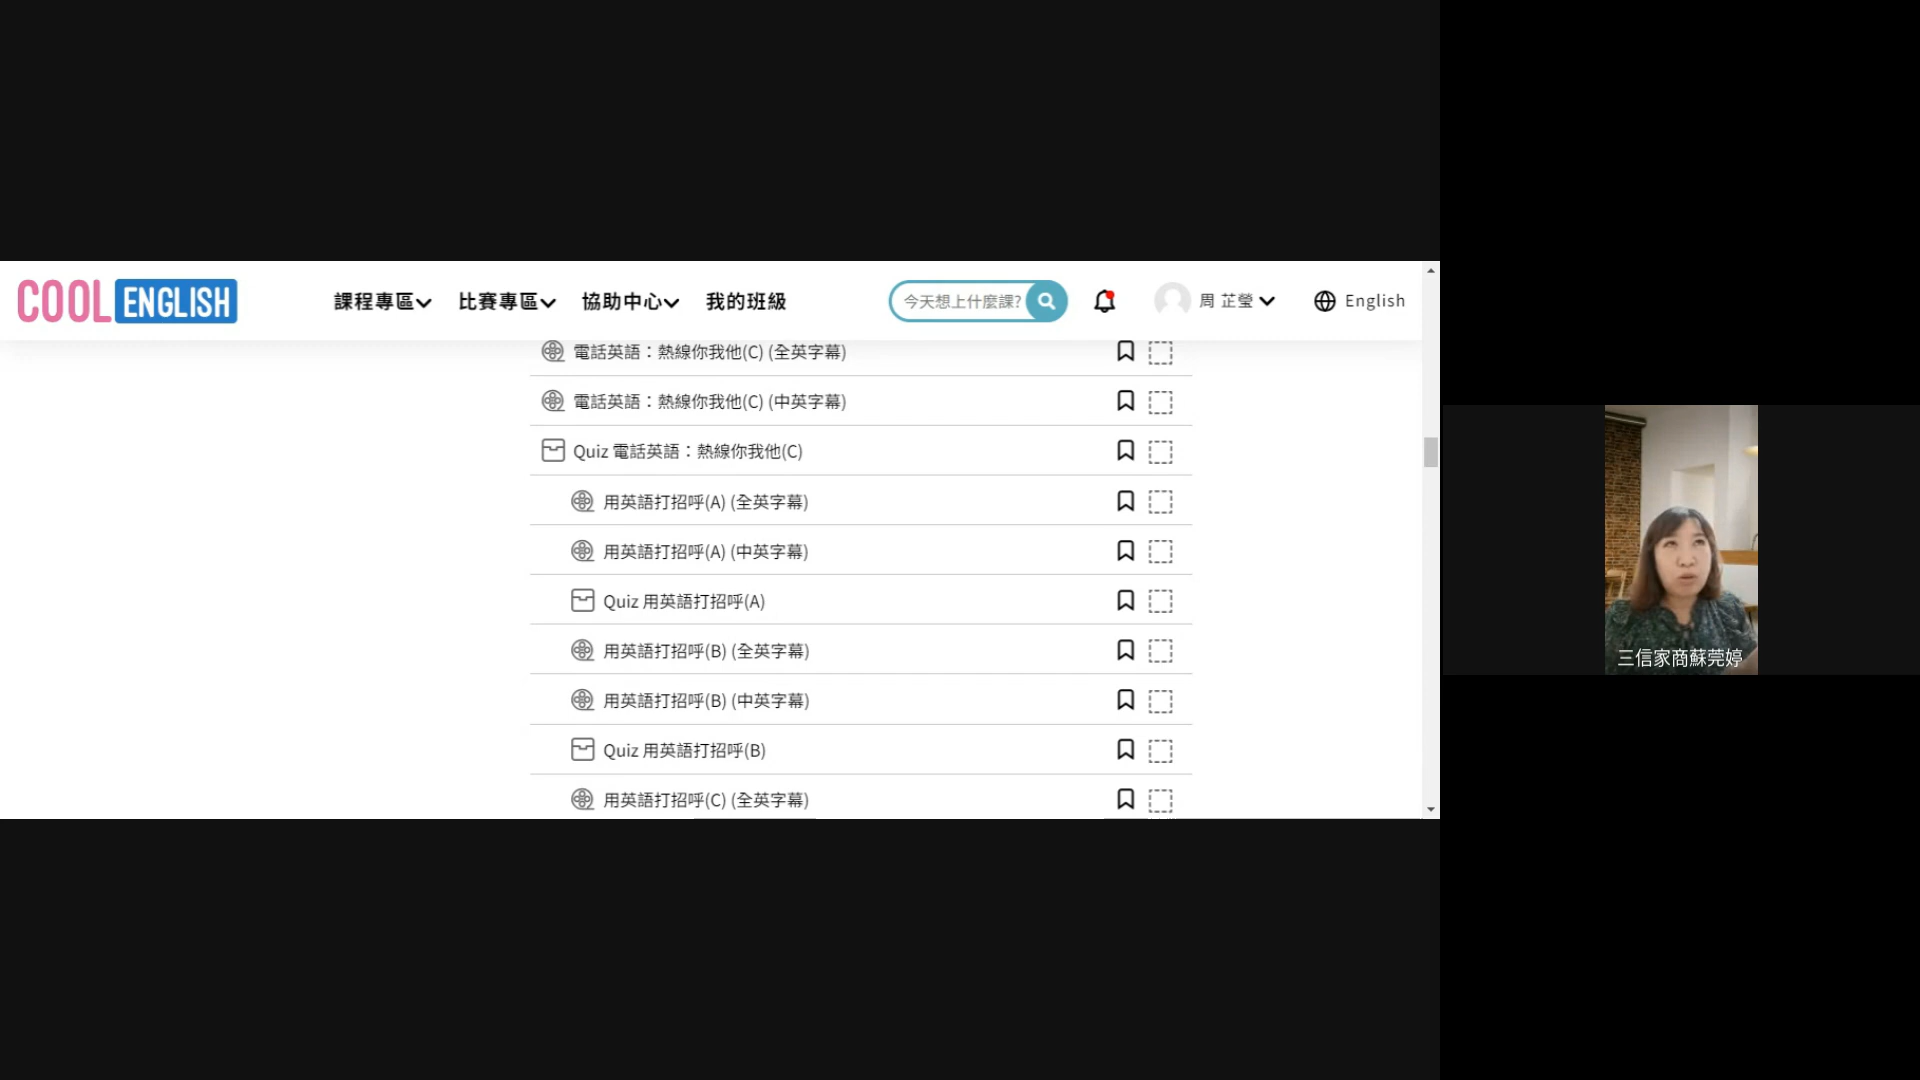 COOL ENGLISH 課程專區 比賽專區 協助中心 我的班級 今天想上什麼課? 周 芷瑩 English
電話英語：熱線你我他(C) (全英字幕)
電話英語：熱線你我他(C) (中英字幕)
Quiz 電話英語：熱線你我他(C)
用英語打招呼(A) (全英字幕)
用英語打招呼(A) (中英字幕)
Quiz 用英語打招呼(A)
用英語打招呼(B) (全英字幕)
用英語打招呼(B) (中英字幕)
Quiz 用英語打招呼(B)
用英語打招呼(C) (全英字幕)
三信家商蘇莞婷